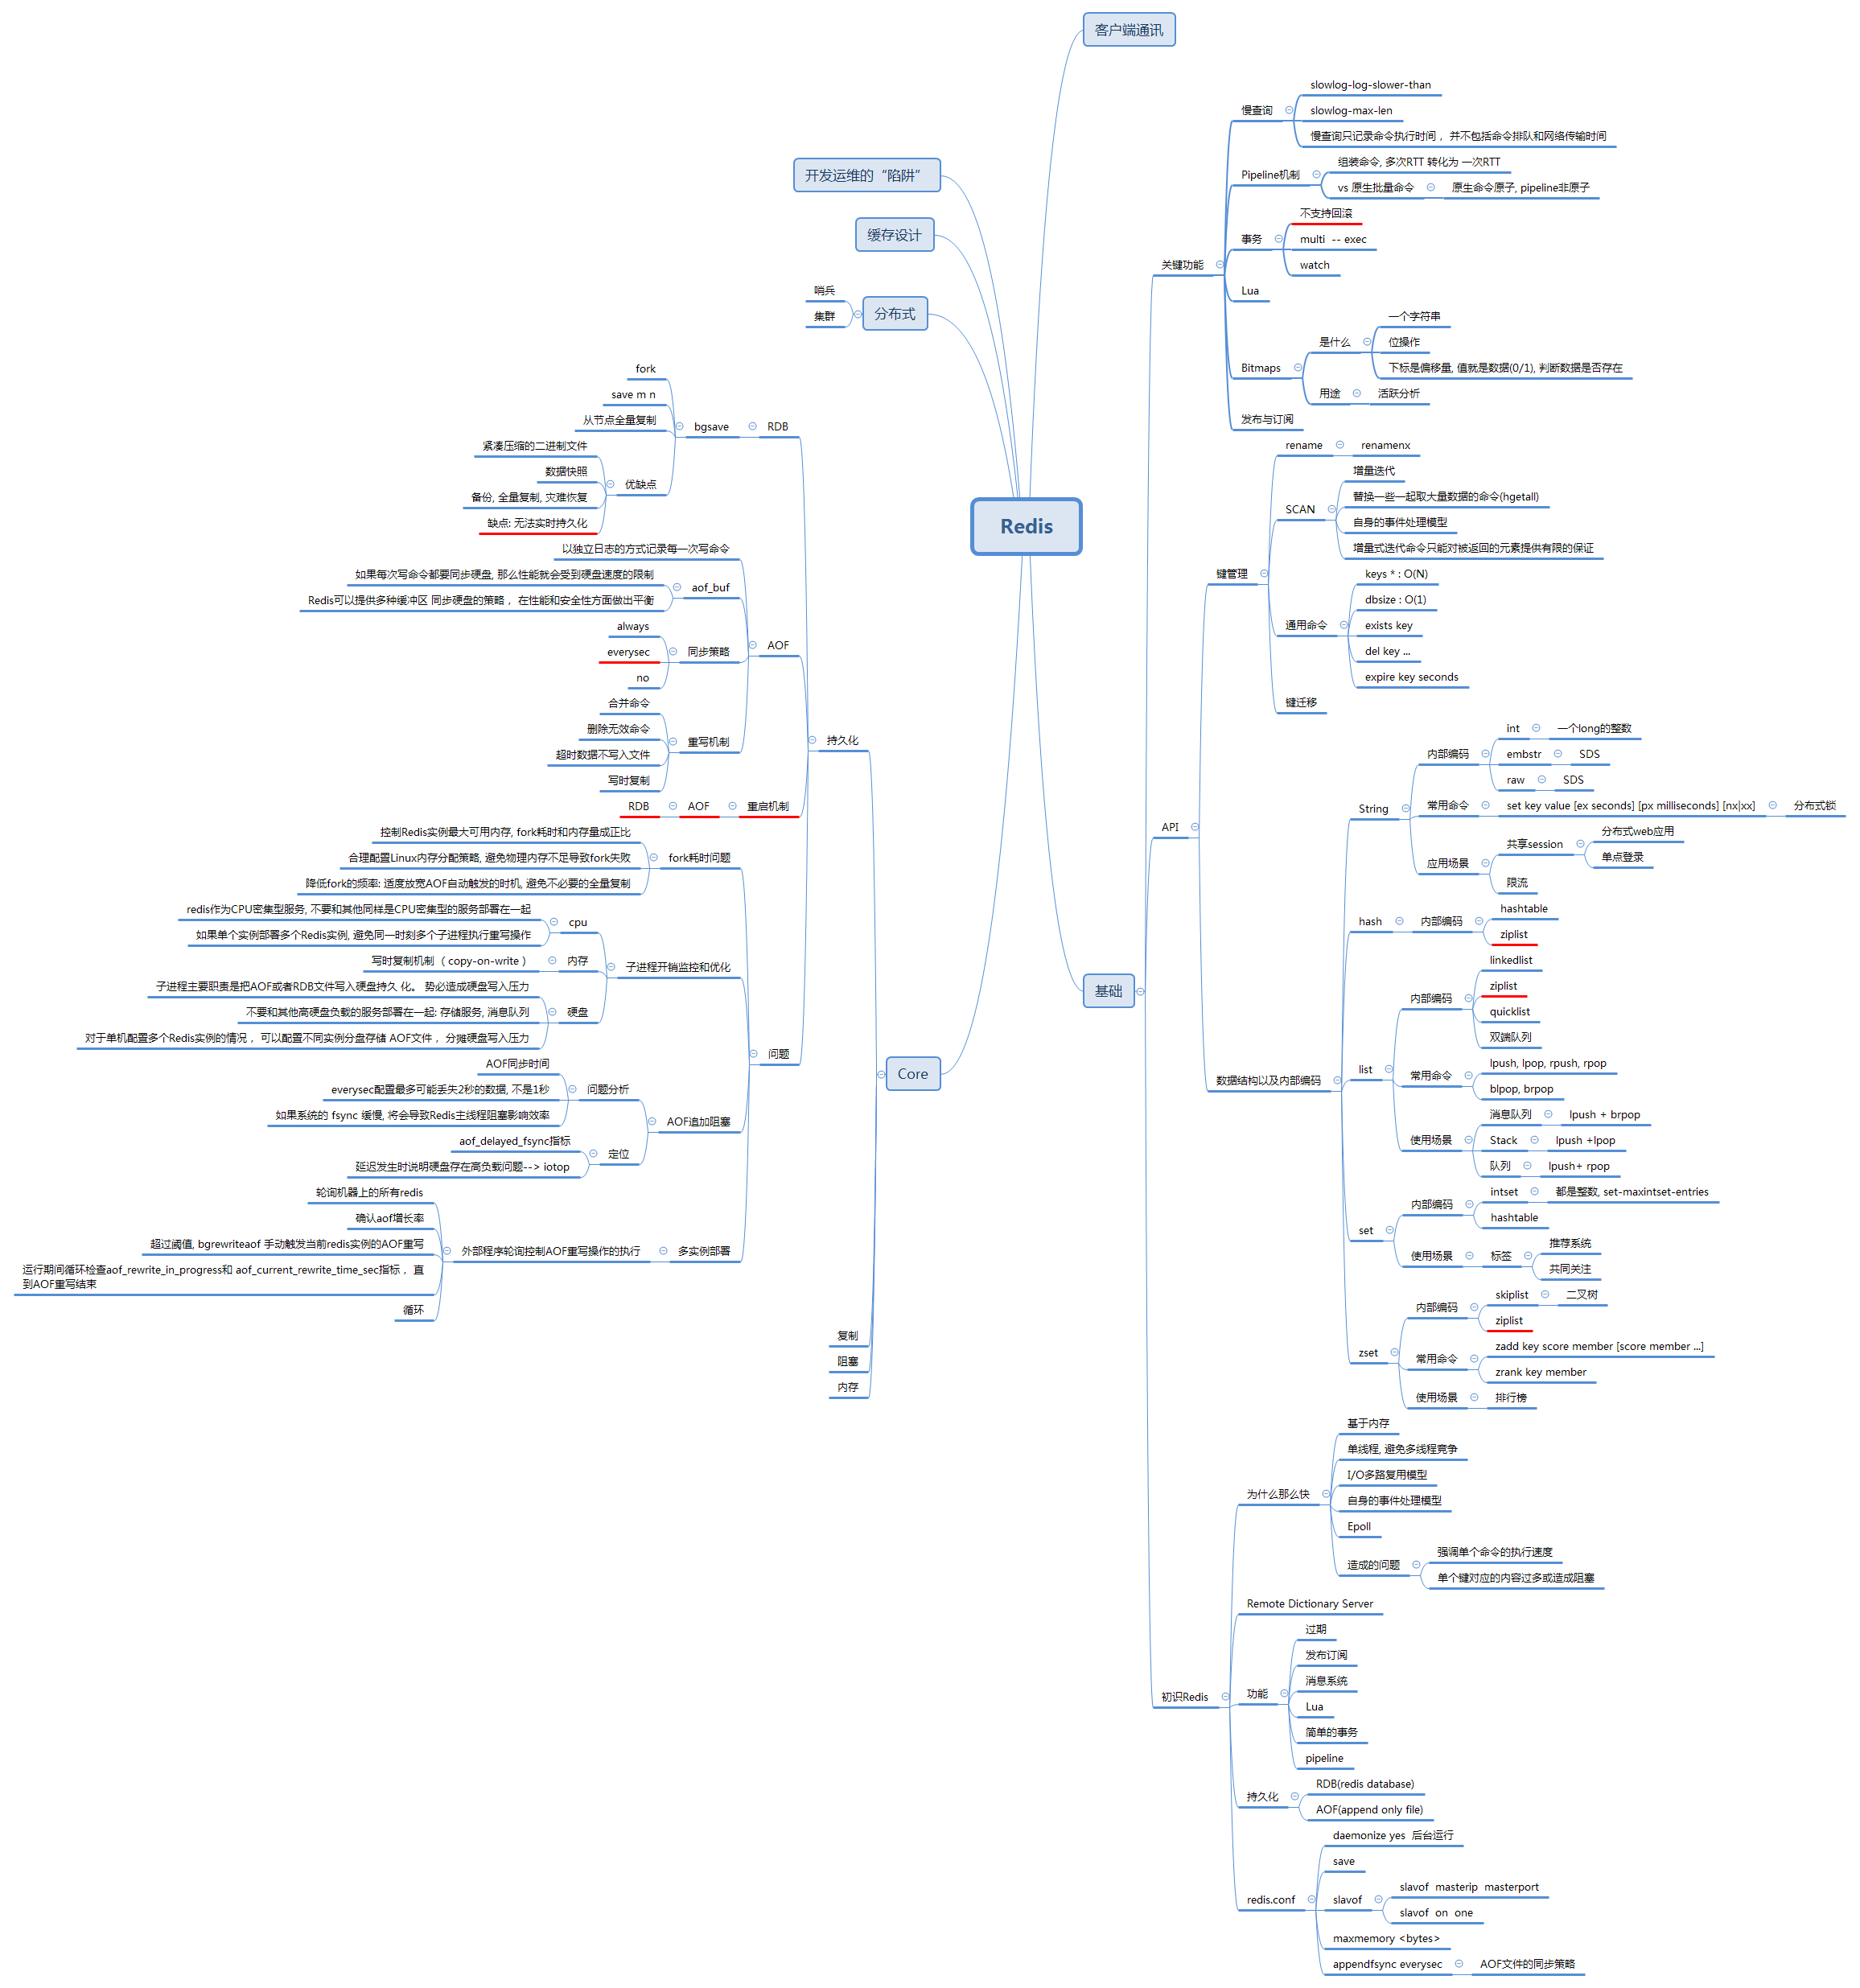 Redis
客户端通讯
基础
关键功能
慢查询
slowlog-log-slower-than
slowlog-max-len
慢查询只记录命令执行时间， 并不包括命令排队和网络传输时间
Pipeline机制
组装命令, 多次RTT 转化为 一次RTT
vs 原生批量命令
原生命令原子, pipeline非原子
事务
不支持回滚
multi -- exec
watch
Lua
Bitmaps
是什么
一个字符串
位操作
下标是偏移量, 值就是数据(0/1), 判断数据是否存在
用途
活跃分析
发布与订阅
API
键管理
rename
renamenx
SCAN
增量迭代
替换一些一起取大量数据的命令(hgetall)
自身的事件处理模型
增量式迭代命令只能对被返回的元素提供有限的保证
通用命令
keys * : O(N)
dbsize : O(1)
exists key
del key ...
expire key seconds
键迁移
数据结构以及内部编码
String
内部编码
int
一个long的整数
embstr
SDS
raw
SDS
常用命令
set key value [ex seconds] [px milliseconds] [nx|xx]
分布式锁
应用场景
共享session
分布式web应用
单点登录
限流
hash
内部编码
hashtable
ziplist
list
内部编码
linkedlist
ziplist
quicklist
双端队列
常用命令
lpush, lpop, rpush, rpop
blpop, brpop
使用场景
消息队列
lpush + brpop
Stack
lpush +lpop
队列
lpush+ rpop
set
内部编码
intset
都是整数, set-maxintset-entries
hashtable
使用场景
标签
推荐系统
共同关注
zset
内部编码
skiplist
二叉树
ziplist
常用命令
zadd key score member [score member ...]
zrank key member
使用场景
排行榜
初识Redis
为什么那么快
基于内存
单线程, 避免多线程竞争
I/O多路复用模型
自身的事件处理模型
Epoll
造成的问题
强调单个命令的执行速度
单个键对应的内容过多或造成阻塞
Remote Dictionary Server
功能
过期
发布订阅
消息系统
Lua
简单的事务
pipeline
持久化
RDB(redis database)
AOF(append only file)
redis.conf
daemonize yes 后台运行
save
slavof
slavof masterip masterport
slavof on one
maxmemory <bytes>
appendfsync everysec
AOF文件的同步策略
开发运维的“陷阱”
缓存设计
分布式
哨兵
集群
Core
持久化
RDB
bgsave
fork
save m n
从节点全量复制
优缺点
紧凑压缩的二进制文件
数据快照
备份, 全量复制, 灾难恢复
缺点: 无法实时持久化
AOF
以独立日志的方式记录每一次写命令
aof_buf
如果每次写命令都要同步硬盘, 那么性能就会受到硬盘速度的限制
Redis可以提供多种缓冲区 同步硬盘的策略， 在性能和安全性方面做出平衡
同步策略
always
everysec
no
重写机制
合并命令
删除无效命令
超时数据不写入文件
写时复制
重启机制
AOF
RDB
问题
fork耗时问题
控制Redis实例最大可用内存, fork耗时和内存量成正比
合理配置Linux内存分配策略, 避免物理内存不足导致fork失败
降低fork的频率: 适度放宽AOF自动触发的时机, 避免不必要的全量复制
子进程开销监控和优化
cpu
redis作为CPU密集型服务, 不要和其他同样是CPU密集型的服务部署在一起
如果单个实例部署多个Redis实例, 避免同一时刻多个子进程执行重写操作
内存
写时复制机制 （ copy-on-write ）
硬盘
子进程主要职责是把AOF或者RDB文件写入硬盘持久 化。 势必造成硬盘写入压力
不要和其他高硬盘负载的服务部署在一起: 存储服务, 消息队列
对于单机配置多个Redis实例的情况， 可以配置不同实例分盘存储 AOF文件， 分摊硬盘写入压力
AOF追加阻塞
问题分析
AOF同步时间
everysec配置最多可能丢失2秒的数据, 不是1秒
如果系统的 fsync 缓慢, 将会导致Redis主线程阻塞影响效率
定位
aof_delayed_fsync指标
延迟发生时说明硬盘存在高负载问题--> iotop
多实例部署
外部程序轮询控制AOF重写操作的执行
轮询机器上的所有redis
确认aof增长率
超过阈值, bgrewriteaof 手动触发当前redis实例的AOF重写
运行期间循环检查aof_rewrite_in_progress和 aof_current_rewrite_time_sec指标， 直
到AOF重写结束
循环
复制
阻塞
内存